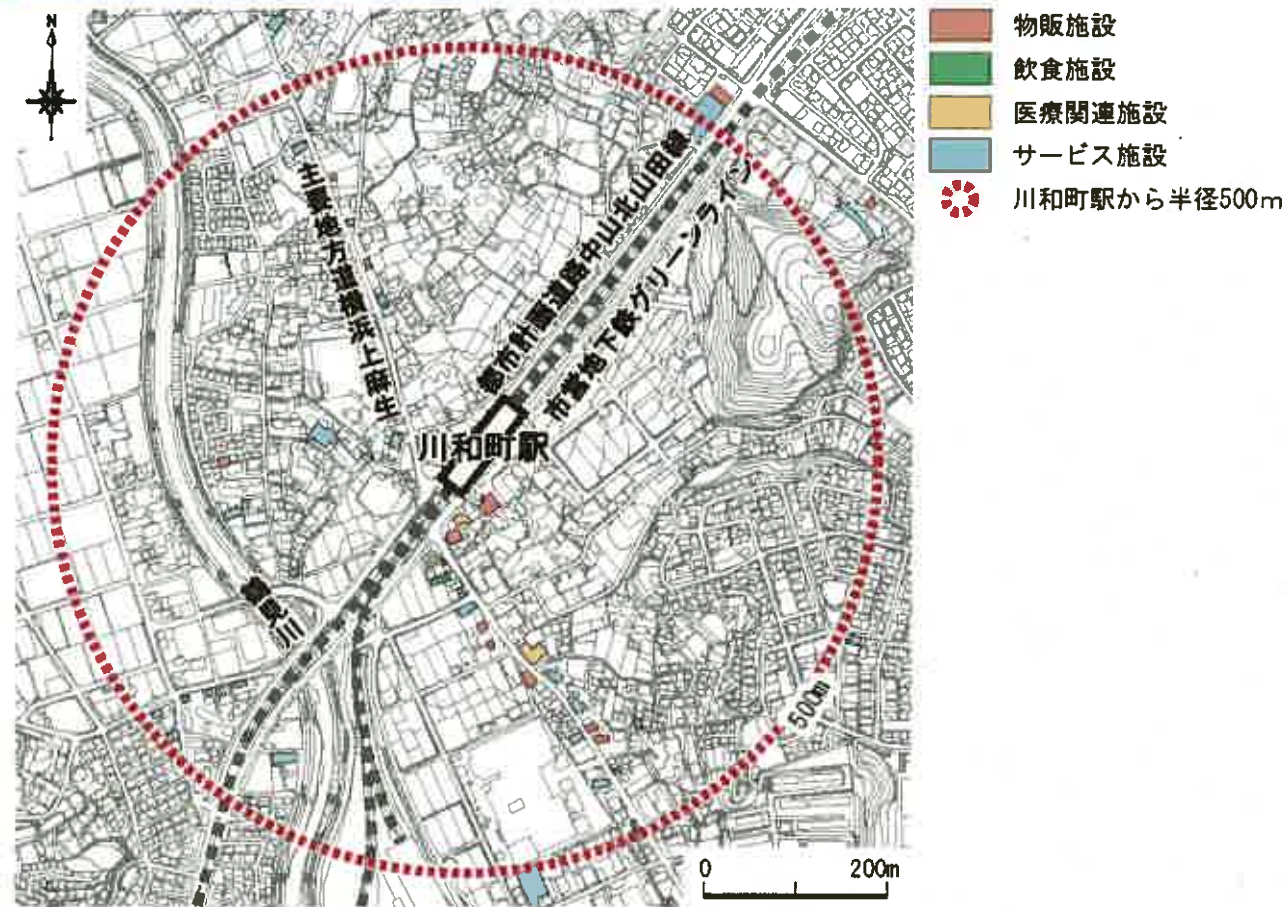 N
物販施設
飲食施設
医療関連施設
サービス施設
川和町駅から半径500m
都市計画道路中山北山田線
市営地下鉄グリーンライン
主要地方道横浜上麻生
川和町駅
鶴見川
500m
0 200m